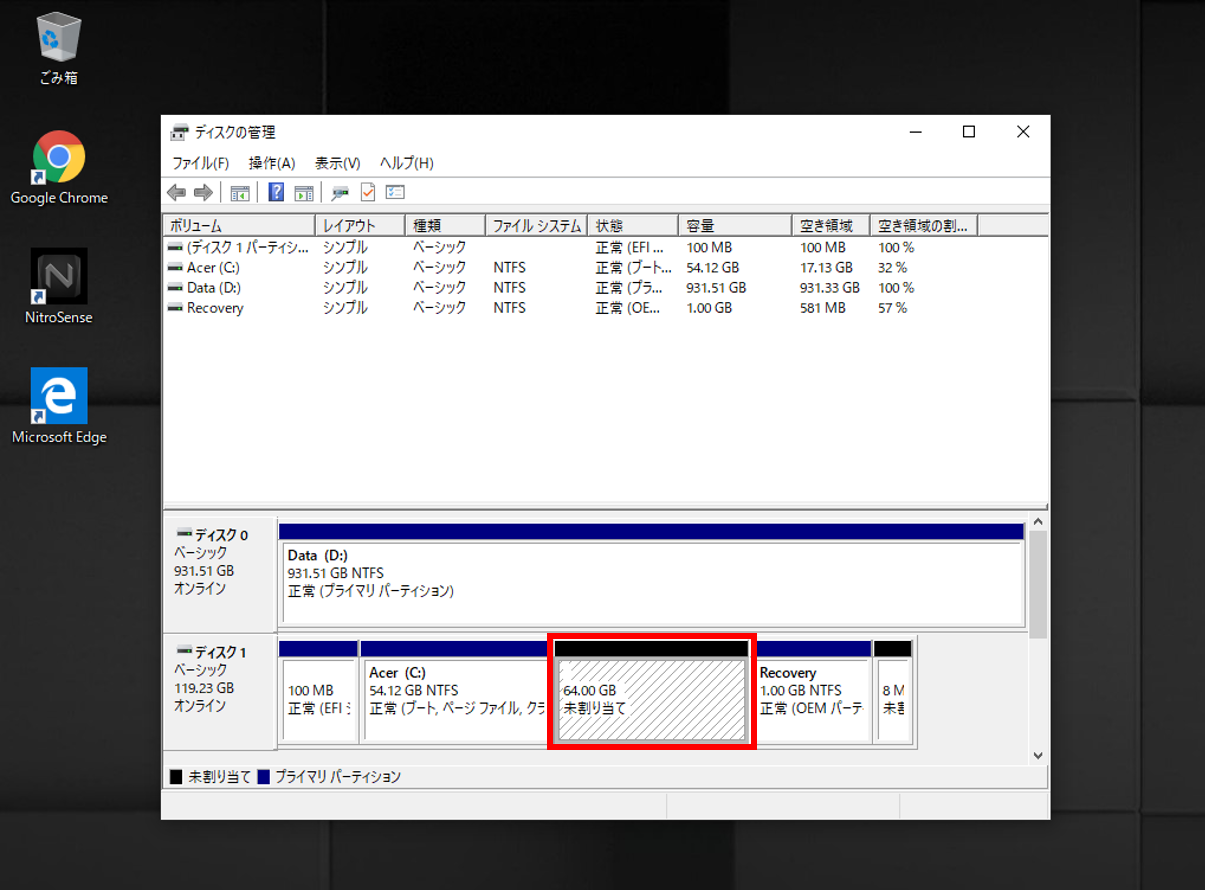 ごみ箱
Google Chrome
NitroSense
Microsoft Edge
ディスクの管理
ファイル(F) 操作(A) 表示(V) ヘルプ(H)
ボリューム レイアウト 種類 ファイル システム 状態 容量 空き領域 空き領域の割...
(ディスク 1 パーティシ... シンプル ベーシック 正常 (EFI ... 100 MB 100 MB 100 %
Acer (C:) シンプル ベーシック NTFS 正常 (ブート... 54.12 GB 17.13 GB 32 %
Data (D:) シンプル ベーシック NTFS 正常 (プラ... 931.51 GB 931.33 GB 100 %
Recovery シンプル ベーシック NTFS 正常 (OE... 1.00 GB 581 MB 57 %
ディスク 0
ベーシック
931.51 GB
オンライン
Data (D:)
931.51 GB NTFS
正常 (プライマリ パーティション)
ディスク 1
ベーシック
119.23 GB
オンライン
100 MB
正常 (EFI
Acer (C:)
54.12 GB NTFS
正常 (ブート, ページ ファイル, クラ
64.00 GB
未割り当て
Recovery
1.00 GB NTFS
正常 (OEM パーテ
8 M
未割り当て プライマリ パーティション